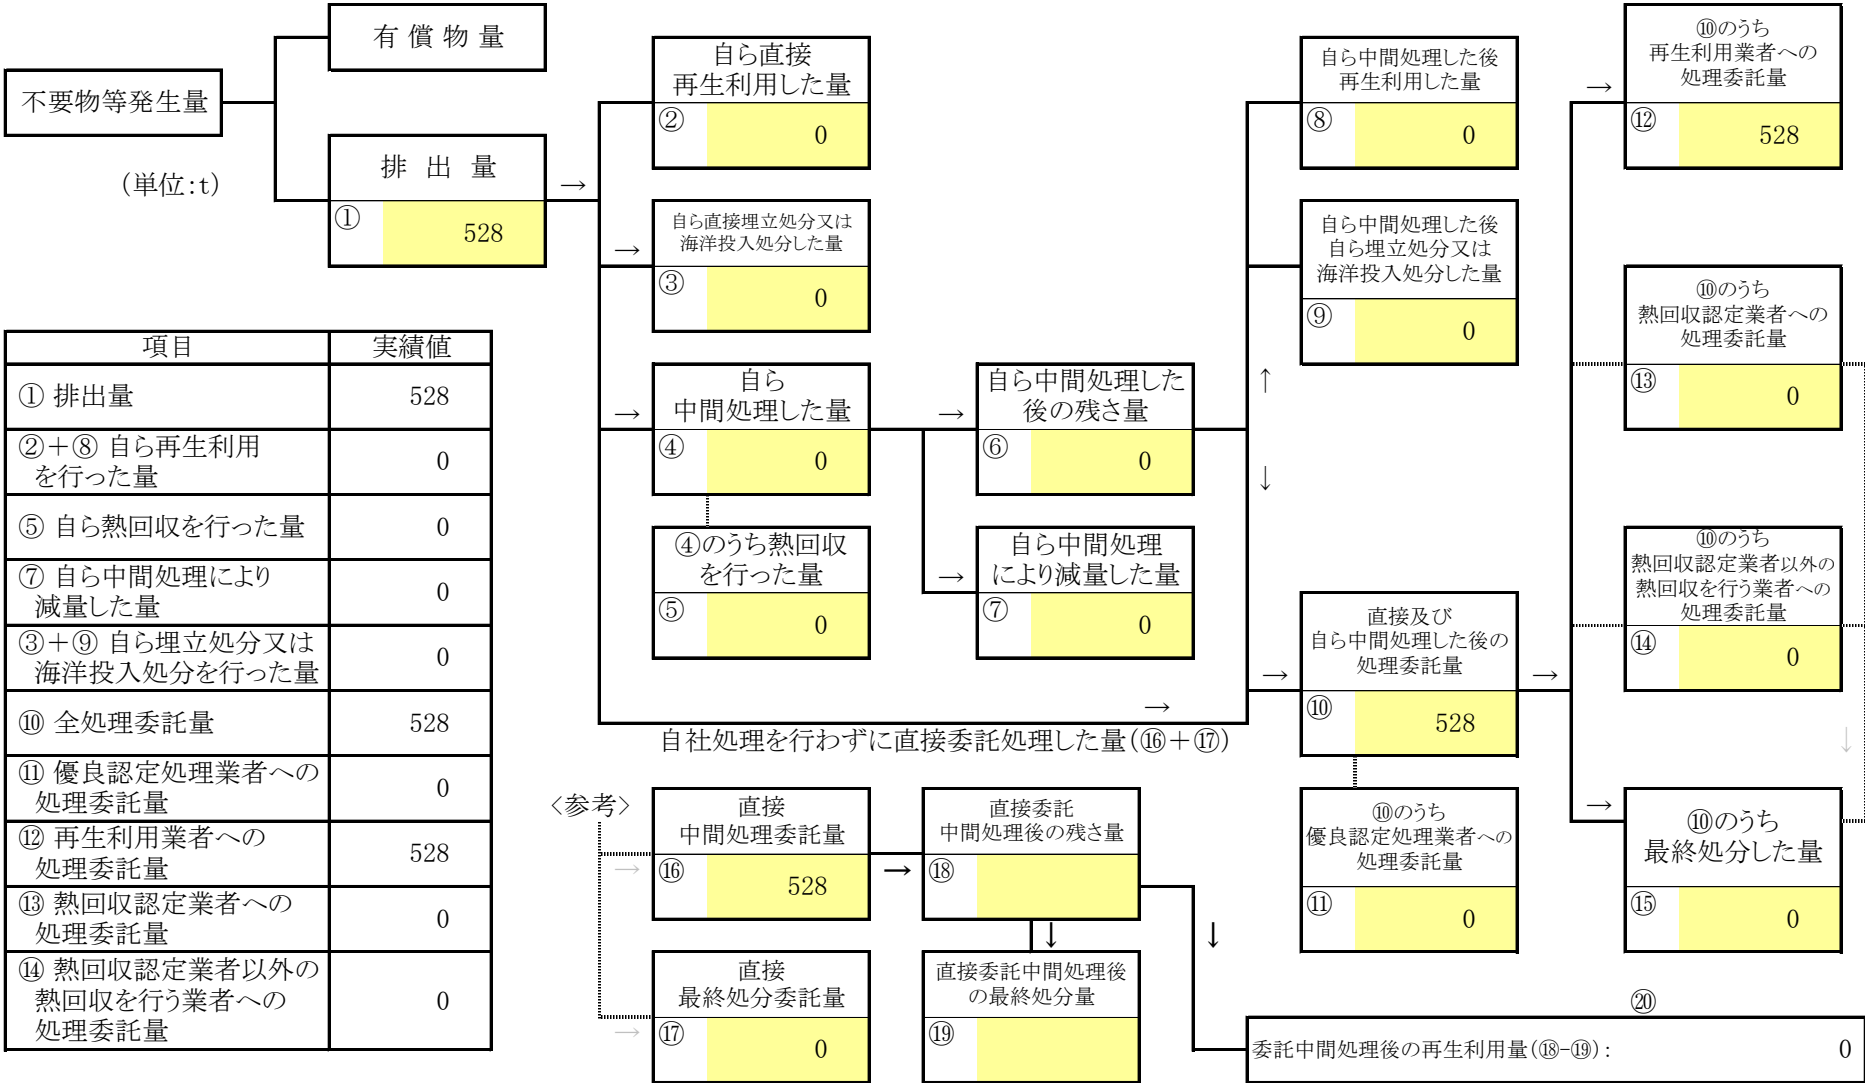 不要物等発生量
(単位:t)
有償物量
排出量
①
528
→
自ら直接
再生利用した量
②
0
→
自ら直接埋立処分又は
海洋投入処分した量
③
0
→
自ら
中間処理した量
④
0
④のうち熱回収
を行った量
⑤
0
→
自ら中間処理した
後の残さ量
⑥
0
→
自ら中間処理
により減量した量
⑦
0
↑
↓
自ら中間処理した後
再生利用した量
⑧
0
自ら中間処理した後
自ら埋立処分又は
海洋投入処分した量
⑨
0
→
自社処理を行わずに直接委託処理した量(⑯+⑰)
→
直接及び
自ら中間処理した後の
処理委託量
⑩
528
→
⑩のうち
優良認定処理業者への
処理委託量
⑪
0
→
⑩のうち
再生利用業者への
処理委託量
⑫
528
⑩のうち
熱回収認定業者への
処理委託量
⑬
0
⑩のうち
熱回収認定業者以外の
熱回収を行う業者への
処理委託量
⑭
0
↓
→
⑩のうち
最終処分した量
⑮
0
<参考>
→
直接
中間処理委託量
⑯
528
→
直接委託
中間処理後の残さ量
⑱
↓
↓
→
直接
最終処分委託量
⑰
0
直接委託中間処理後
の最終処分量
⑲
⑳
委託中間処理後の再生利用量(⑱-⑲): 0
項目 実績値
① 排出量 528
②+⑧ 自ら再生利用
を行った量 0
⑤ 自ら熱回収を行った量 0
⑦ 自ら中間処理により
減量した量 0
③+⑨ 自ら埋立処分又は
海洋投入処分を行った量 0
⑩ 全処理委託量 528
⑪ 優良認定処理業者への
処理委託量 0
⑫ 再生利用業者への
処理委託量 528
⑬ 熱回収認定業者への
処理委託量 0
⑭ 熱回収認定業者以外の
熱回収を行う業者への
処理委託量 0